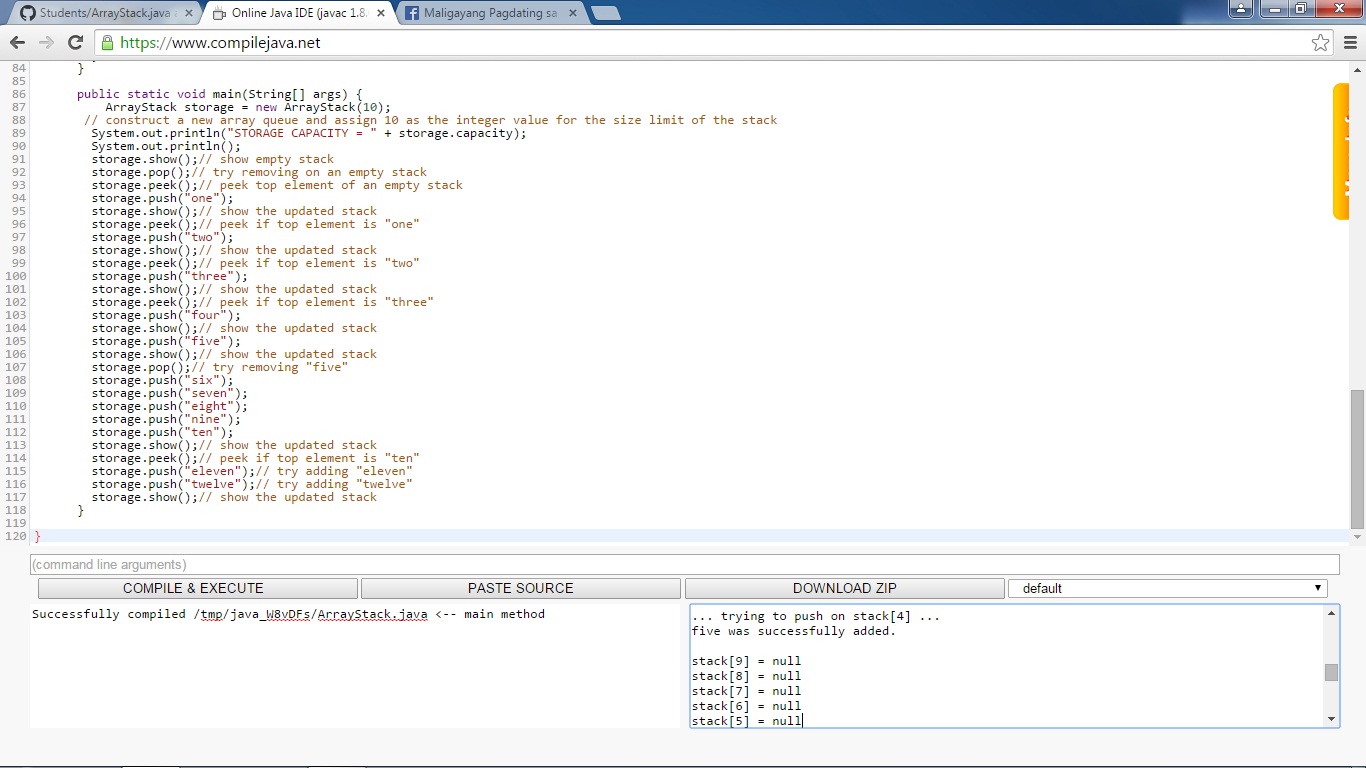 Students/ArrayStack.java a
Online Java IDE (javac 1.8.
Maligayang Pagdating sa
https://www.compilejava.net
84 }
85
86 public static void main(String[] args) {
87 ArrayStack storage = new ArrayStack(10);
88 // construct a new array queue and assign 10 as the integer value for the size limit of the stack
89 System.out.println("STORAGE CAPACITY = " + storage.capacity);
90 System.out.println();
91 storage.show();// show empty stack
92 storage.pop();// try removing on an empty stack
93 storage.peek();// peek top element of an empty stack
94 storage.push("one");
95 storage.show();// show the updated stack
96 storage.peek();// peek if top element is "one"
97 storage.push("two");
98 storage.show();// show the updated stack
99 storage.peek();// peek if top element is "two"
100 storage.push("three");
101 storage.show();// show the updated stack
102 storage.peek();// peek if top element is "three"
103 storage.push("four");
104 storage.show();// show the updated stack
105 storage.push("five");
106 storage.show();// show the updated stack
107 storage.pop();// try removing "five"
108 storage.push("six");
109 storage.push("seven");
110 storage.push("eight");
111 storage.push("nine");
112 storage.push("ten");
113 storage.show();// show the updated stack
114 storage.peek();// peek if top element is "ten"
115 storage.push("eleven");// try adding "eleven"
116 storage.push("twelve");// try adding "twelve"
117 storage.show();// show the updated stack
118 }
119
120 }
(command line arguments)
COMPILE & EXECUTE
PASTE SOURCE
DOWNLOAD ZIP
default
Successfully compiled /tmp/java_W8vDFs/ArrayStack.java <-- main method
... trying to push on stack[4] ...
five was successfully added.
stack[9] = null
stack[8] = null
stack[7] = null
stack[6] = null
stack[5] = null